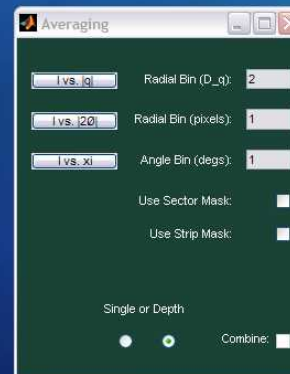 Averaging
I vs. |q| Radial Bin (D_q): 2
I vs. |2Θ| Radial Bin (pixels): 1
I vs. xi Angle Bin (degs): 1
Use Sector Mask:
Use Strip Mask:
Single or Depth
Combine: